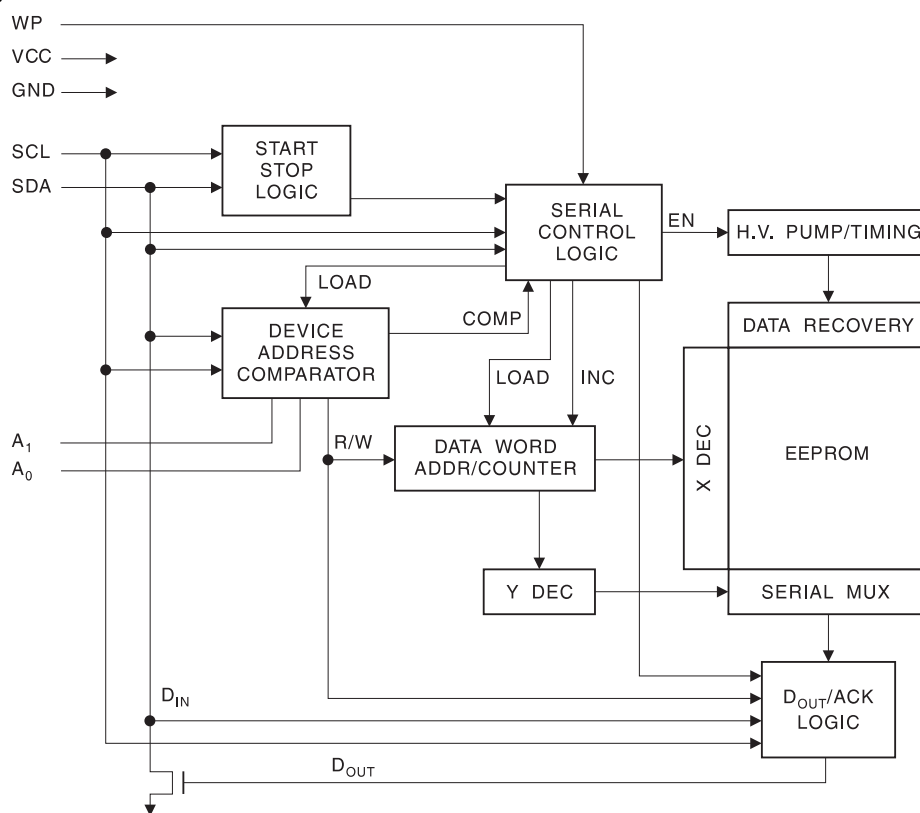 WP
VCC
GND
SCL
SDA
START
STOP
LOGIC
SERIAL
CONTROL
LOGIC
EN
H.V. PUMP/TIMING
LOAD
COMP
DATA RECOVERY
DEVICE
ADDRESS
COMPARATOR
LOAD
INC
A1
A0
R/W
DATA WORD
ADDR/COUNTER
X DEC
EEPROM
Y DEC
SERIAL MUX
DIN
DOUT/ACK
LOGIC
DOUT